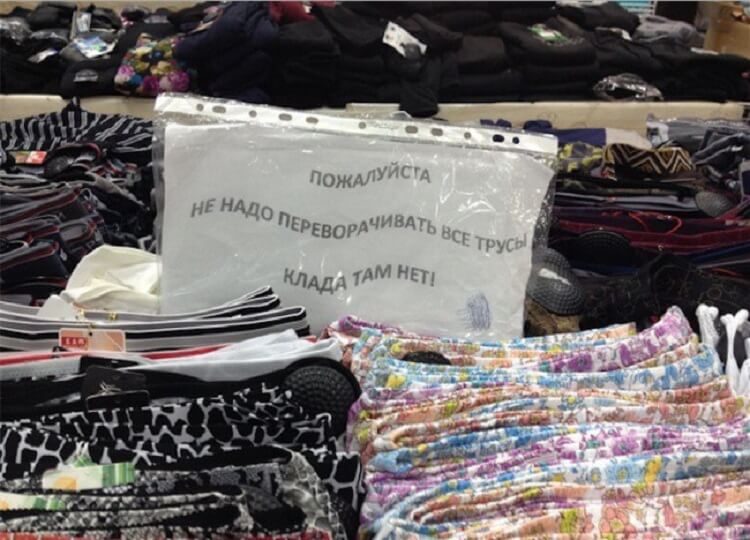 ПОЖАЛУЙСТА
НЕ НАДО ПЕРЕВОРАЧИВАТЬ ВСЕ ТРУСЫ
КЛАДА ТАМ НЕТ!